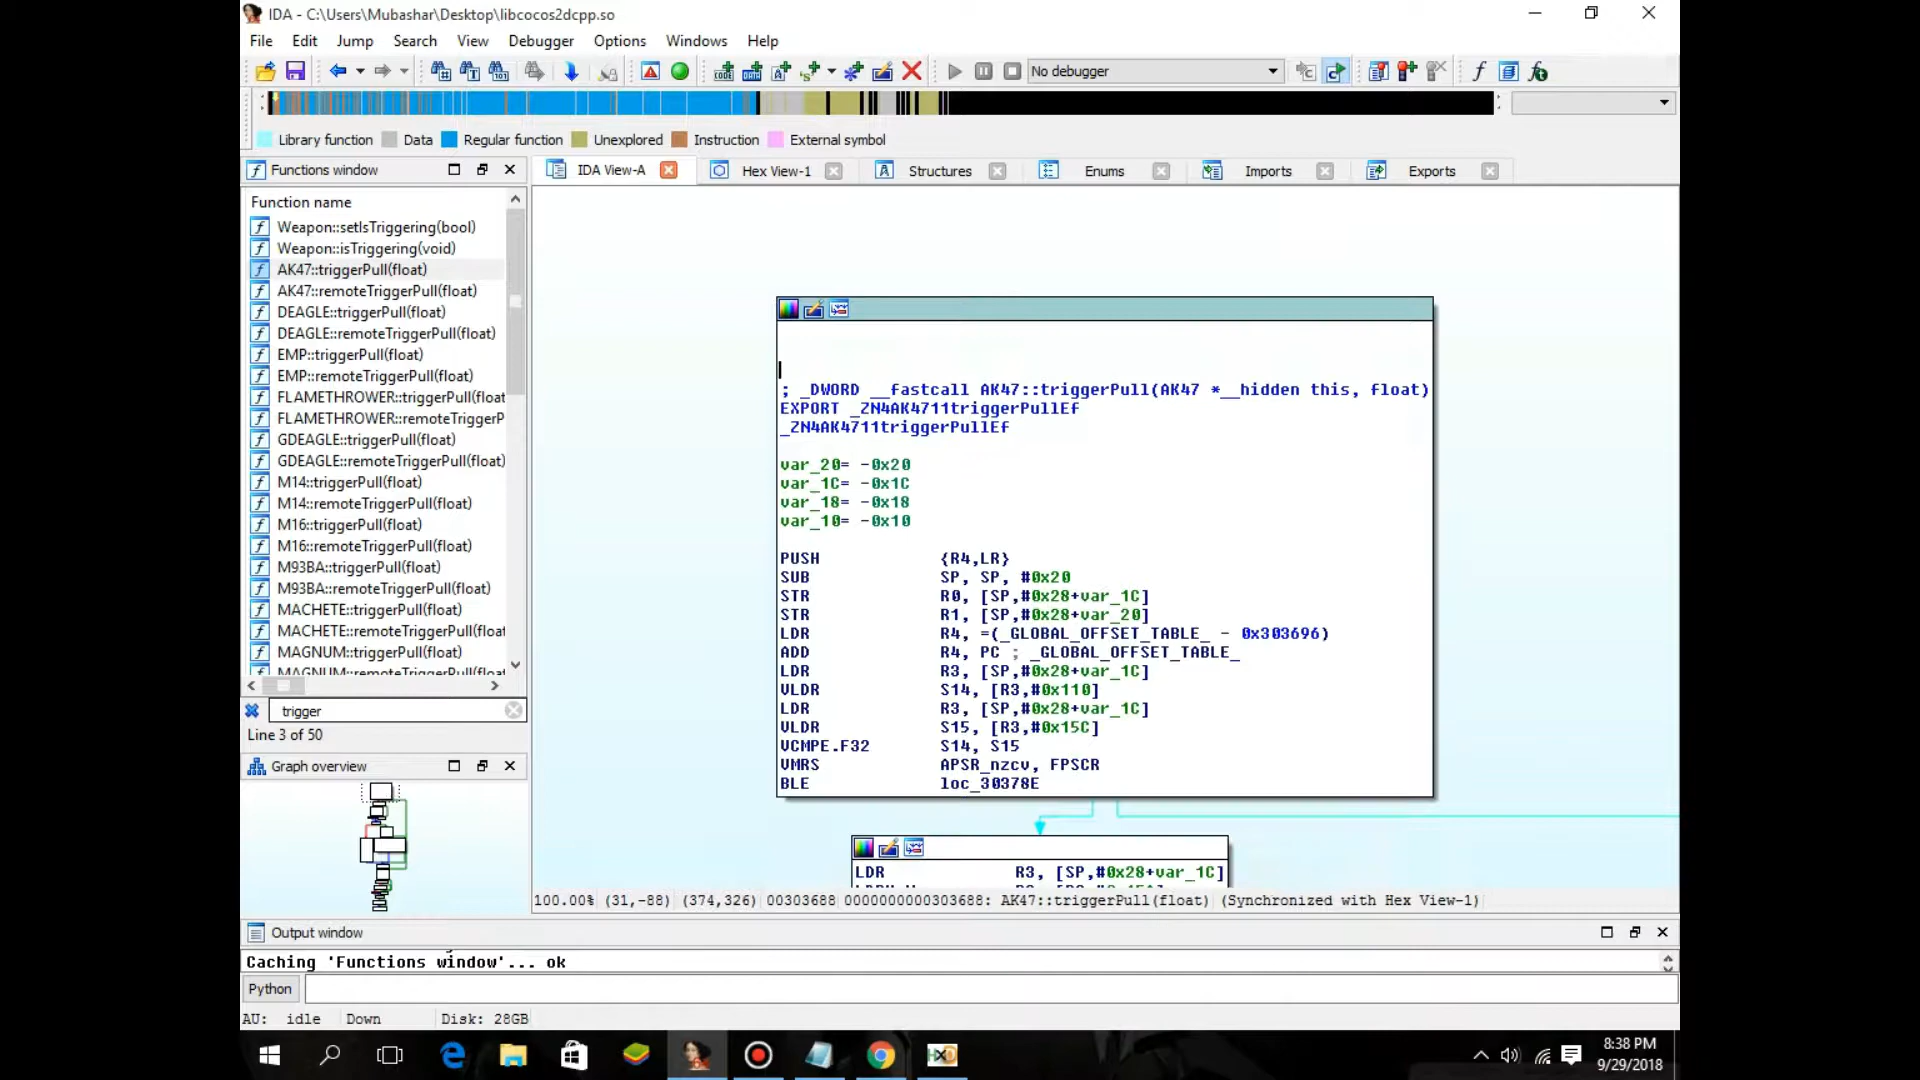 IDA - C:\Users\Mubashar\Desktop\libcocos2dcpp.so
File Edit Jump Search View Debugger Options Windows Help
No debugger
Library function Data Regular function Unexplored Instruction External symbol
Functions window
IDA View-A Hex View-1 Structures Enums Imports Exports
Function name
Weapon::setIsTriggering(bool)
Weapon::isTriggering(void)
AK47::triggerPull(float)
AK47::remoteTriggerPull(float)
DEAGLE::triggerPull(float)
DEAGLE::remoteTriggerPull(float)
EMP::triggerPull(float)
EMP::remoteTriggerPull(float)
FLAMETHROWER::triggerPull(float
FLAMETHROWER::remoteTriggerP
GDEAGLE::triggerPull(float)
GDEAGLE::remoteTriggerPull(float)
M14::triggerPull(float)
M14::remoteTriggerPull(float)
M16::triggerPull(float)
M16::remoteTriggerPull(float)
M93BA::triggerPull(float)
M93BA::remoteTriggerPull(float)
MACHETE::triggerPull(float)
MACHETE::remoteTriggerPull(float
MAGNUM::triggerPull(float)
MAGNUM::remoteTriggerPull(float
trigger
Line 3 of 50
Graph overview
; _DWORD __fastcall AK47::triggerPull(AK47 *__hidden this, float)
EXPORT _ZN4AK4711triggerPullEf
_ZN4AK4711triggerPullEf
var_20= -0x20
var_1C= -0x1C
var_18= -0x18
var_10= -0x10
PUSH {R4,LR}
SUB SP, SP, #0x20
STR R0, [SP,#0x28+var_1C]
STR R1, [SP,#0x28+var_20]
LDR R4, =(_GLOBAL_OFFSET_TABLE_ - 0x303696)
ADD R4, PC ; _GLOBAL_OFFSET_TABLE_
LDR R3, [SP,#0x28+var_1C]
VLDR S14, [R3,#0x110]
LDR R3, [SP,#0x28+var_1C]
VLDR S15, [R3,#0x15C]
VCMPE.F32 S14, S15
VMRS APSR_nzcv, FPSCR
BLE loc_30378E
LDR R3, [SP,#0x28+var_1C]
100.00% (31,-88) (374,326) 00303688 0000000000303688: AK47::triggerPull(float) (Synchronized with Hex View-1)
Output window
Caching 'Functions window'... ok
Python
AU: idle Down Disk: 28GB
8:38 PM
9/29/2018